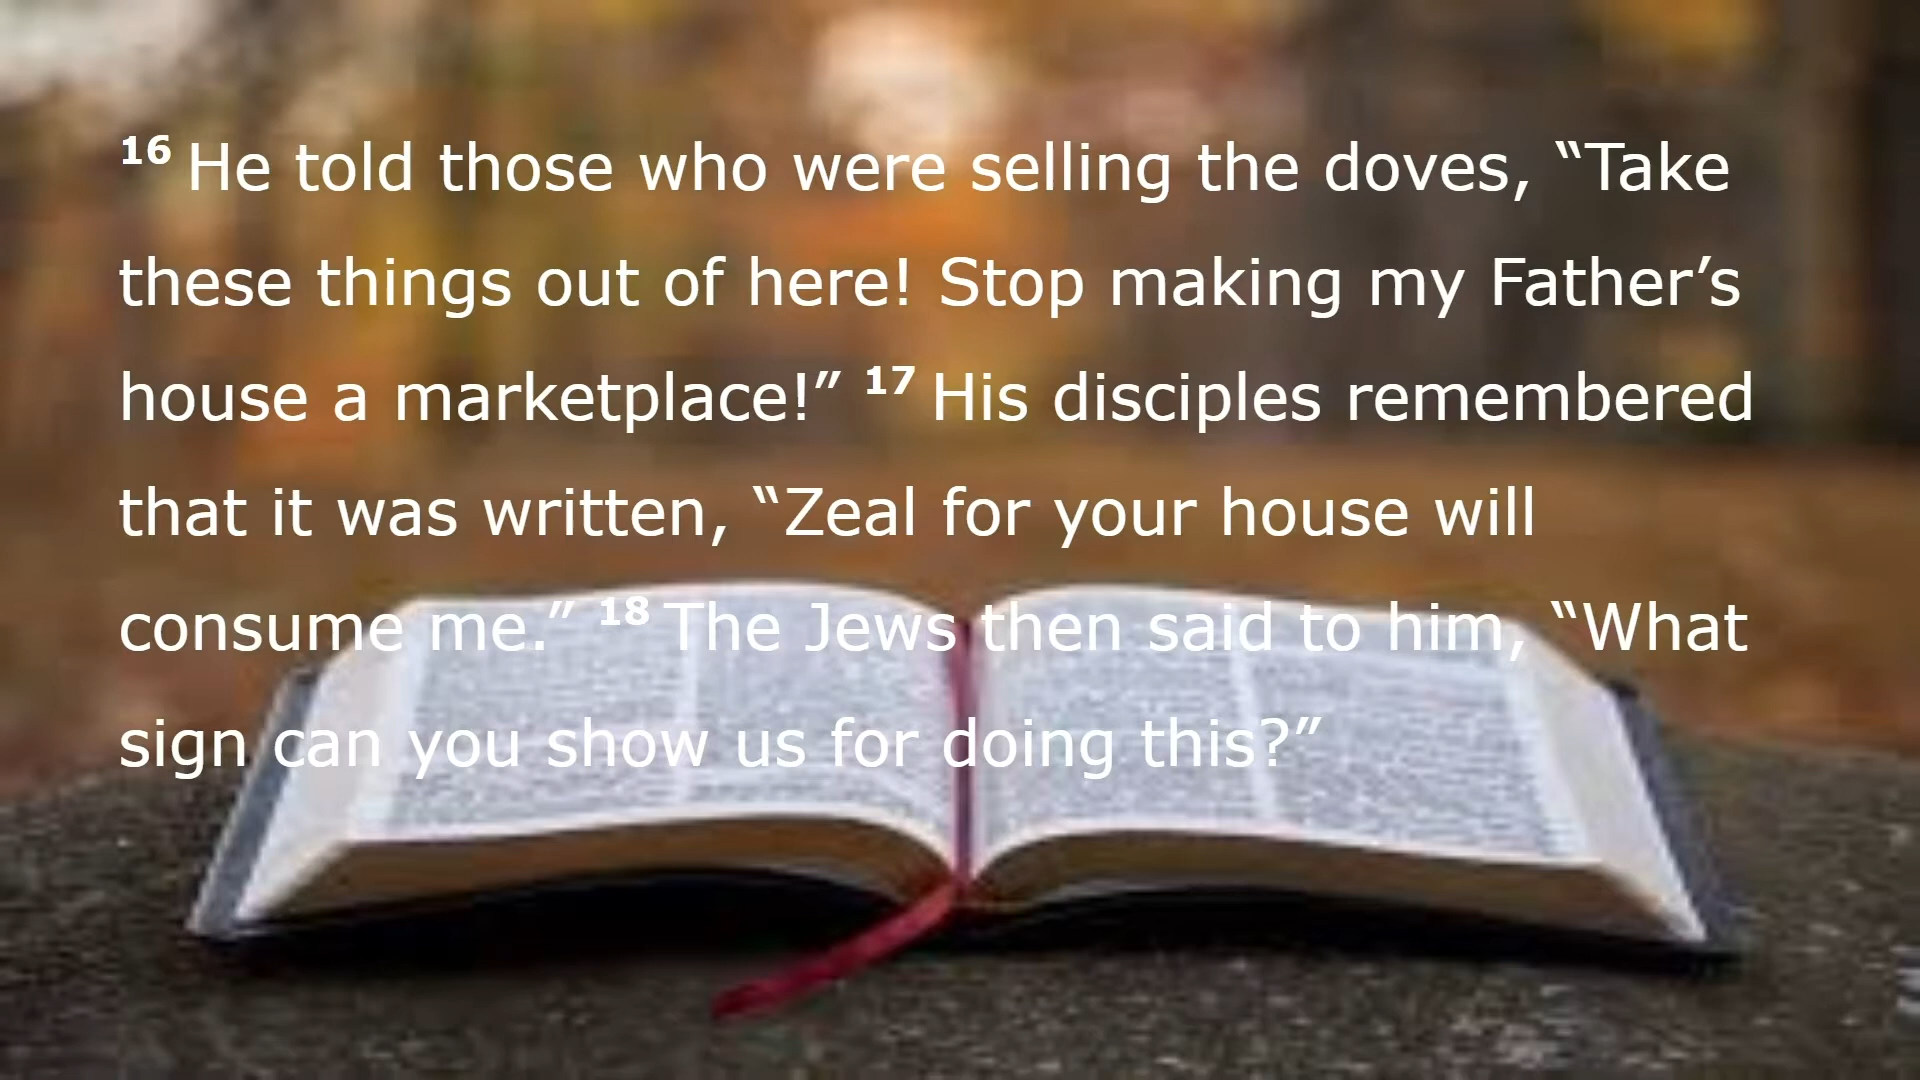 16 He told those who were selling the doves, “Take
these things out of here! Stop making my Father’s
house a marketplace!” 17 His disciples remembered
that it was written, “Zeal for your house will
consume me.” 18 The Jews then said to him, “What
sign can you show us for doing this?”